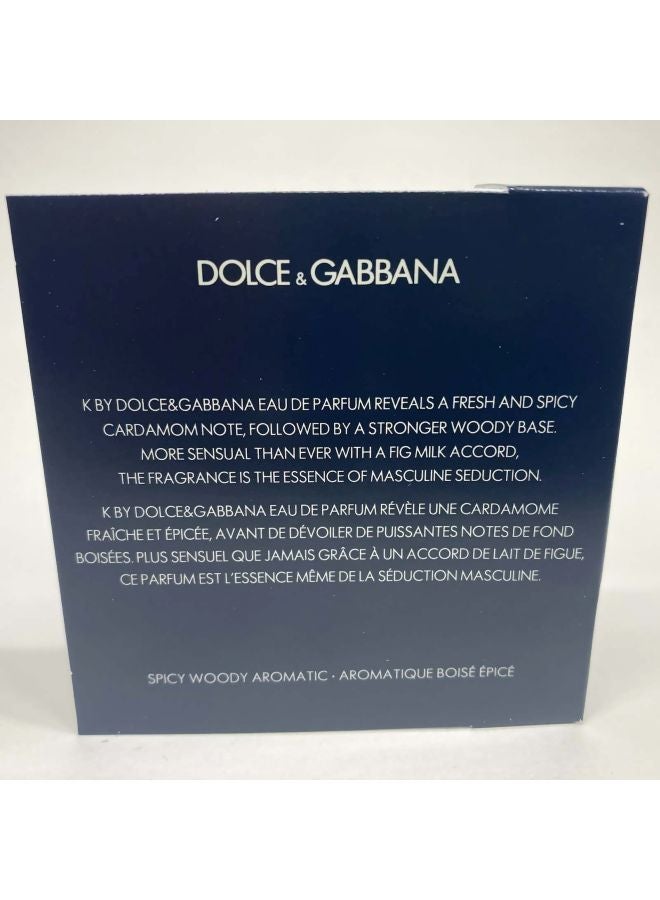 DOLCE & GABBANA
K BY DOLCE&GABBANA EAU DE PARFUM REVEALS A FRESH AND SPICY
CARDAMOM NOTE, FOLLOWED BY A STRONGER WOODY BASE.
MORE SENSUAL THAN EVER WITH A FIG MILK ACCORD,
THE FRAGRANCE IS THE ESSENCE OF MASCULINE SEDUCTION.
K BY DOLCE&GABBANA EAU DE PARFUM RÉVÈLE UNE CARDAMOME
FRAÎCHE ET ÉPICÉE, AVANT DE DÉVOILER DE PUISSANTES NOTES DE FOND
BOISÉES. PLUS SENSUEL QUE JAMAIS GRÂCE À UN ACCORD DE LAIT DE FIGUE,
CE PARFUM EST L'ESSENCE MÊME DE LA SÉDUCTION MASCULINE.
SPICY WOODY AROMATIC · AROMATIQUE BOISÉ ÉPICÉ